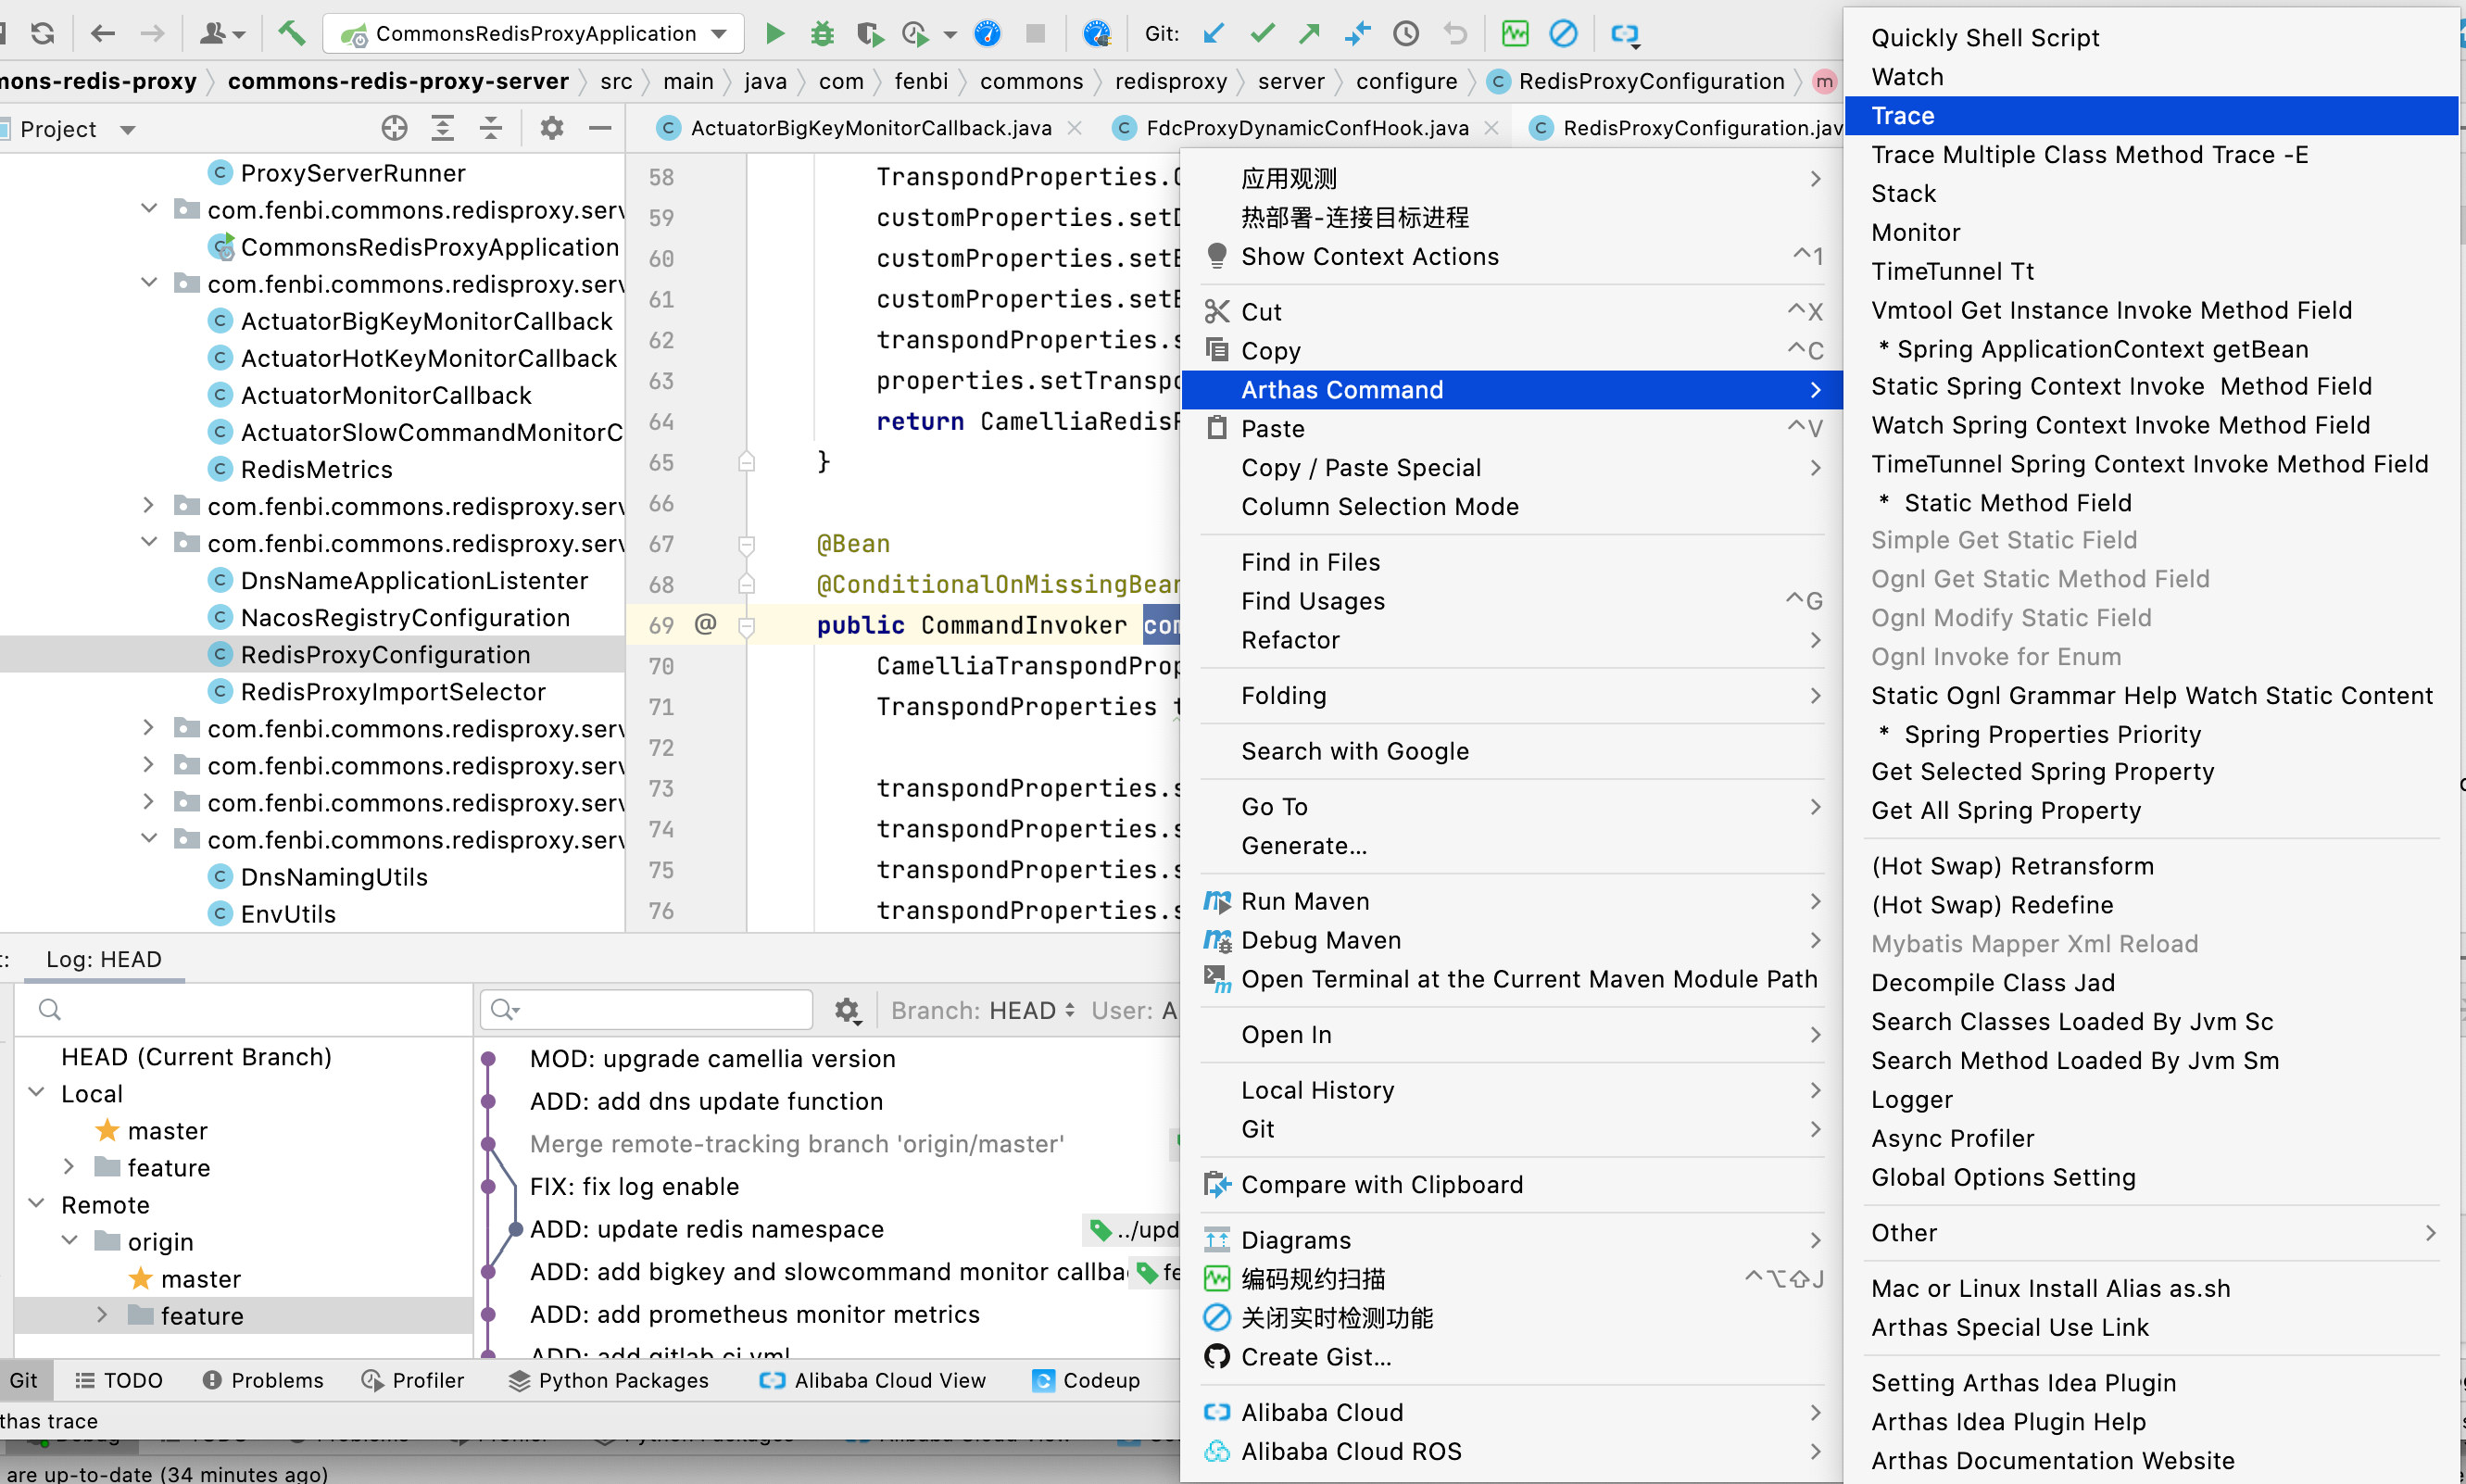 CommonsRedisProxyApplication
Git:
commons-redis-proxy-server
src
main
java
com
fenbi
commons
redisproxy
server
configure
RedisProxyConfiguration
m
Project
ActuatorBigKeyMonitorCallback.java
FdcProxyDynamicConfHook.java
RedisProxyConfiguration.jav
ProxyServerRunner
com.fenbi.commons.redisproxy.serv
CommonsRedisProxyApplication
com.fenbi.commons.redisproxy.serv
ActuatorBigKeyMonitorCallback
ActuatorHotKeyMonitorCallback
ActuatorMonitorCallback
ActuatorSlowCommandMonitorC
RedisMetrics
com.fenbi.commons.redisproxy.serv
com.fenbi.commons.redisproxy.serv
DnsNameApplicationListenter
NacosRegistryConfiguration
RedisProxyConfiguration
RedisProxyImportSelector
com.fenbi.commons.redisproxy.serv
com.fenbi.commons.redisproxy.serv
com.fenbi.commons.redisproxy.serv
com.fenbi.commons.redisproxy.serv
DnsNamingUtils
EnvUtils
58 TranspondProperties.
59 customProperties.set
60 customProperties.set
61 customProperties.set
62 transpondProperties.s
63 properties.setTranspo
64 return CamelliaRedis
65 }
66
67 @Bean
68 @ConditionalOnMissingBean
69 @ public CommandInvoker com
70 CamelliaTranspondProp
71 TranspondProperties t
72
73 transpondProperties.s
74 transpondProperties.s
75 transpondProperties.s
76 transpondProperties.s
应用观测
热部署-连接目标进程
Show Context Actions ^1
Cut ^X
Copy ^C
Arthas Command
Paste ^V
Copy / Paste Special
Column Selection Mode
Find in Files
Find Usages ^G
Refactor
Folding
Search with Google
Go To
Generate...
Run Maven
Debug Maven
Open Terminal at the Current Maven Module Path
Open In
Local History
Git
Compare with Clipboard
Diagrams
编码规约扫描 ^⌥⇧J
关闭实时检测功能
Create Gist...
Alibaba Cloud
Alibaba Cloud ROS
Quickly Shell Script
Watch
Trace
Trace Multiple Class Method Trace -E
Stack
Monitor
TimeTunnel Tt
Vmtool Get Instance Invoke Method Field
* Spring ApplicationContext getBean
Static Spring Context Invoke  Method Field
Watch Spring Context Invoke Method Field
TimeTunnel Spring Context Invoke Method Field
*  Static Method Field
Simple Get Static Field
Ognl Get Static Method Field
Ognl Modify Static Field
Ognl Invoke for Enum
Static Ognl Grammar Help Watch Static Content
*  Spring Properties Priority
Get Selected Spring Property
Get All Spring Property
(Hot Swap) Retransform
(Hot Swap) Redefine
Mybatis Mapper Xml Reload
Decompile Class Jad
Search Classes Loaded By Jvm Sc
Search Method Loaded By Jvm Sm
Logger
Async Profiler
Global Options Setting
Other
Mac or Linux Install Alias as.sh
Arthas Special Use Link
Setting Arthas Idea Plugin
Arthas Idea Plugin Help
Arthas Documentation Website
Log: HEAD
Branch: HEAD User: A
HEAD (Current Branch)
Local
master
feature
Remote
origin
master
feature
MOD: upgrade camellia version
ADD: add dns update function
Merge remote-tracking branch 'origin/master'
FIX: fix log enable
ADD: update redis namespace ../upd
ADD: add bigkey and slowcommand monitor callba fe
ADD: add prometheus monitor metrics
ADD: add gitlab ci yml
Git
TODO
Problems
Profiler
Python Packages
Alibaba Cloud View
Codeup
thas trace
are up-to-date (34 minutes ago)